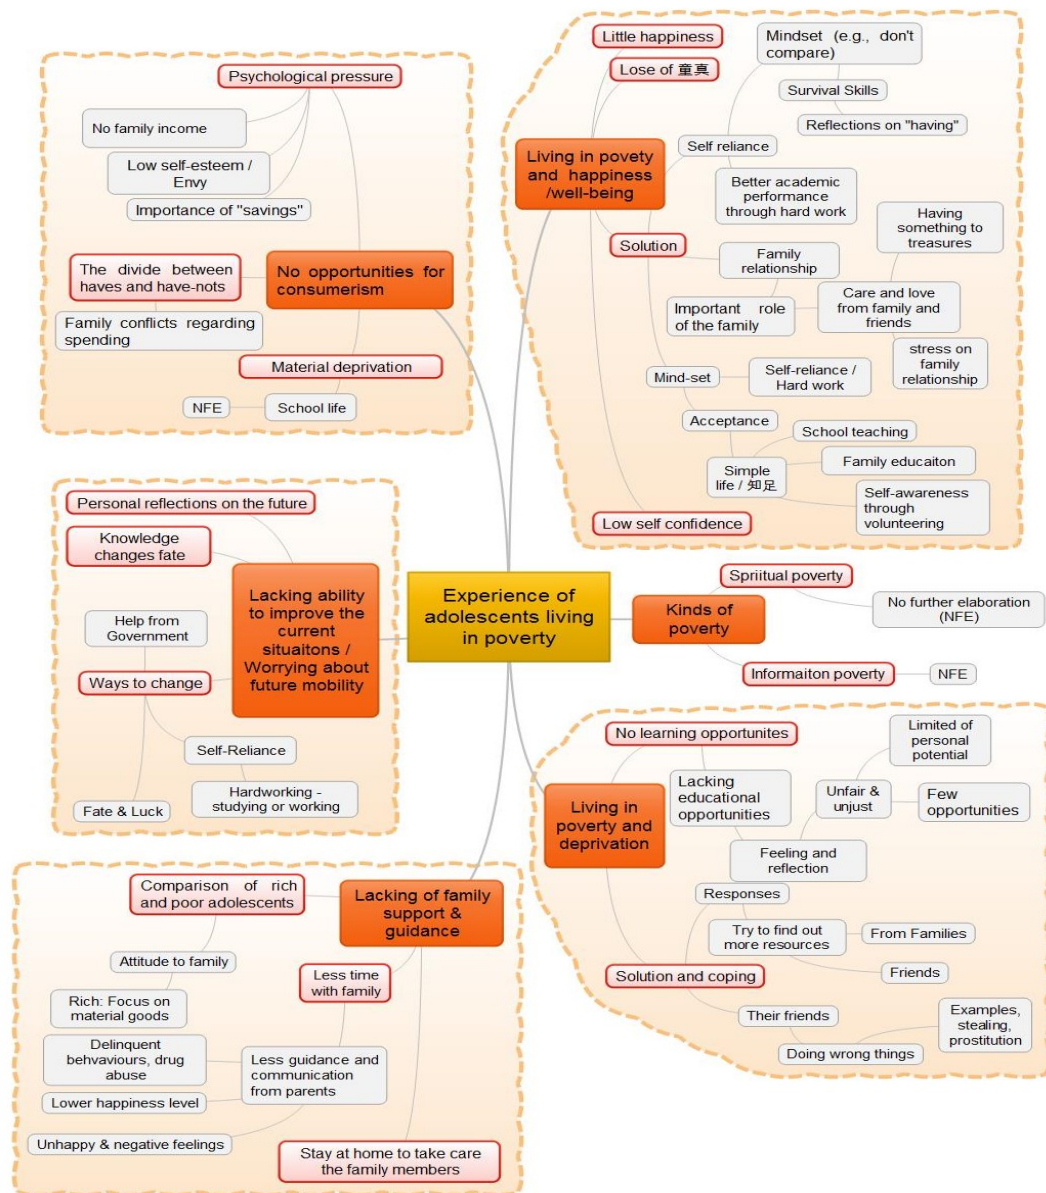 Psychological pressure
No family income
Low self-esteem /
Envy
Importance of "savings"
The divide between
haves and have-nots
No opportunities for
consumerism
Family conflicts regarding
spending
Material deprivation
NFE
School life
Little happiness
Lose of 童真
Mindset (e.g., don't
compare)
Survival Skills
Reflections on "having"
Living in povety
and happiness
/well-being
Self reliance
Better academic
performance
through hard work
Having
something to
treasures
Solution
Family
relationship
Important role
of the family
Care and love
from family and
friends
stress on
family
relationship
Mind-set
Self-reliance /
Hard work
Acceptance
School teaching
Simple
life / 知足
Family educaiton
Self-awareness
through
volunteering
Low self confidence
Personal reflections on the future
Knowledge
changes fate
Lacking ability
to improve the
current
situaitons /
Worrying about
future mobility
Help from
Government
Ways to change
Self-Reliance
Hardworking -
studying or working
Fate & Luck
Experience of
adolescents living
in poverty
Kinds of
poverty
Spriitual poverty
No further elaboration
(NFE)
Informaiton poverty
NFE
No learning opportunites
Limited of
personal
potential
Lacking
educational
opportunities
Unfair &
unjust
Few
opportunities
Living in
poverty and
deprivation
Feeling and
reflection
Responses
Try to find out
more resources
From Families
Friends
Solution and coping
Their friends
Examples,
stealing,
prostitution
Doing wrong things
Comparison of rich
and poor adolescents
Lacking of family
support &
guidance
Attitude to family
Less time
with family
Rich: Focus on
material goods
Delinquent
behvaviours, drug
abuse
Less guidance and
communication
from parents
Lower happiness level
Unhappy & negative feelings
Stay at home to take care
the family members